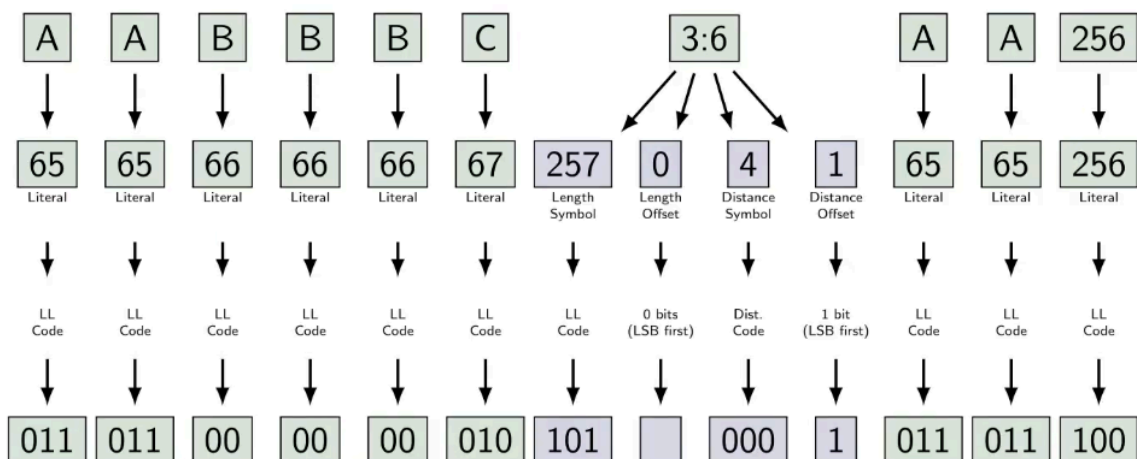 A A B B B C 3:6 A A 256
65 65 66 66 66 67 257 0 4 1 65 65 256
Literal Literal Literal Literal Literal Literal Length Length Distance Distance Literal Literal Literal
Symbol Offset Symbol Offset
LL LL LL LL LL LL LL 0 bits Dist. 1 bit LL LL LL
Code Code Code Code Code Code Code (LSB first) Code (LSB first) Code Code Code
011 011 00 00 00 010 101 000 1 011 011 100